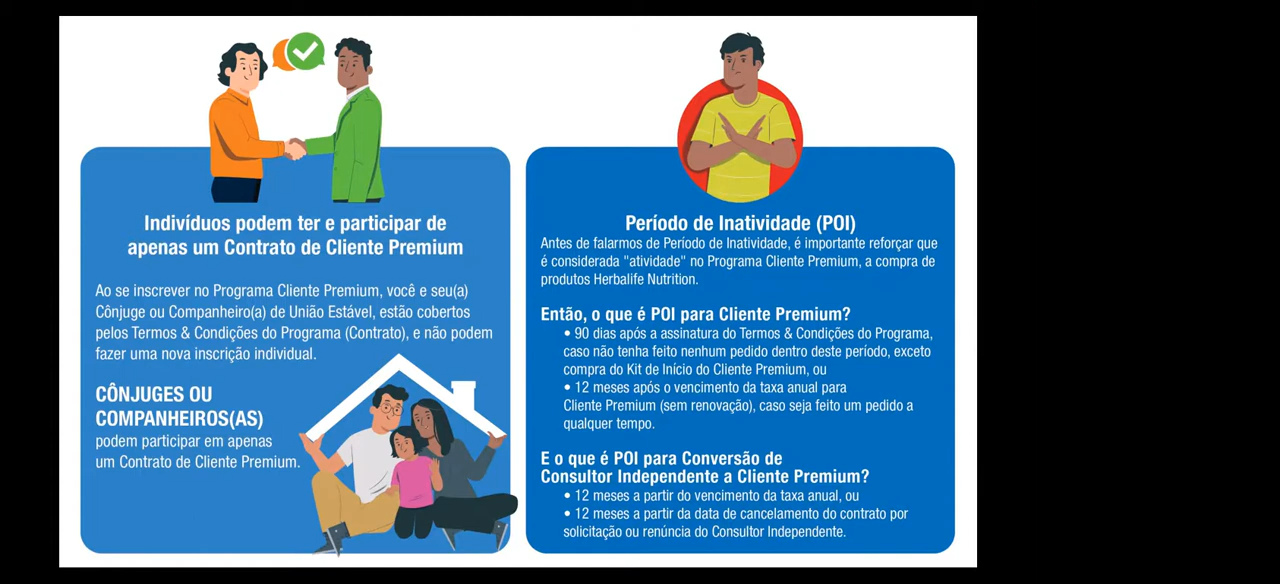 Indivíduos podem ter e participar de
apenas um Contrato de Cliente Premium
Ao se inscrever no Programa Cliente Premium, você e seu(a)
Cônjuge ou Companheiro(a) de União Estável, estão cobertos
pelos Termos & Condições do Programa (Contrato), e não podem
fazer uma nova inscrição individual.
CÔNJUGES OU
COMPANHEIROS(AS)
podem participar em apenas
um Contrato de Cliente Premium.
Período de Inatividade (POI)
Antes de falarmos de Período de Inatividade, é importante reforçar que
é considerada "atividade" no Programa Cliente Premium, a compra de
produtos Herbalife Nutrition.
Então, o que é POI para Cliente Premium?
• 90 dias após a assinatura do Termos & Condições do Programa,
caso não tenha feito nenhum pedido dentro deste período, exceto
compra do Kit de Início do Cliente Premium, ou
• 12 meses após o vencimento da taxa anual para
Cliente Premium (sem renovação), caso seja feito um pedido a
qualquer tempo.
E o que é POI para Conversão de
Consultor Independente a Cliente Premium?
• 12 meses a partir do vencimento da taxa anual, ou
• 12 meses a partir da data de cancelamento do contrato por
solicitação ou renúncia do Consultor Independente.